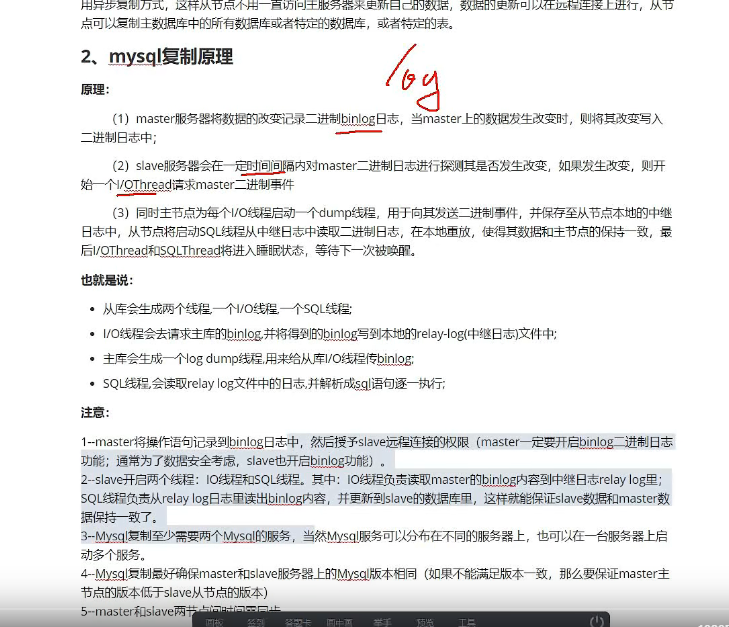 用异步复制方式，这样从节点不用一直访问主服务器来更新自己的数据，数据的更新可以在远程连接上进行，从节
点可以复制主数据库中的所有数据库或者特定的数据库，或者特定的表。
2、mysql复制原理
log
原理：
（1）master服务器将数据的改变记录二进制binlog日志，当master上的数据发生改变时，则将其改变写入
二进制日志中；
（2）slave服务器会在一定时间间隔内对master二进制日志进行探测其是否发生改变，如果发生改变，则开
始一个I/OThread请求master二进制事件
（3）同时主节点为每个I/O线程启动一个dump线程，用于向其发送二进制事件，并保存至从节点本地的中继
日志中，从节点将启动SQL线程从中继日志中读取二进制日志，在本地重放，使得其数据和主节点的保持一致，最
后I/OThread和SQLThread将进入睡眠状态，等待下一次被唤醒。
也就是说：
• 从库会生成两个线程,一个I/O线程,一个SQL线程;
• I/O线程会去请求主库的binlog,并将得到的binlog写到本地的relay-log(中继日志)文件中;
• 主库会生成一个log dump线程,用来给从库I/O线程传binlog;
• SQL线程,会读取relay log文件中的日志,并解析成sql语句逐一执行;
注意：
1--master将操作语句记录到binlog日志中，然后授予slave远程连接的权限（master一定要开启binlog二进制日志
功能；通常为了数据安全考虑，slave也开启binlog功能）。
2--slave开启两个线程：IO线程和SQL线程。其中：IO线程负责读取master的binlog内容到中继日志relay log里；
SQL线程负责从relay log日志里读出binlog内容，并更新到slave的数据库里，这样就能保证slave数据和master数
据保持一致了。
3--Mysql复制至少需要两个Mysql的服务，当然Mysql服务可以分布在不同的服务器上，也可以在一台服务器上启
动多个服务。
4--Mysql复制最好确保master和slave服务器上的Mysql版本相同（如果不能满足版本一致，那么要保证master主
节点的版本低于slave从节点的版本）
5--master和slave两节点间时间需同步
画板 签到 答题卡 画中画 举手 预览 工具